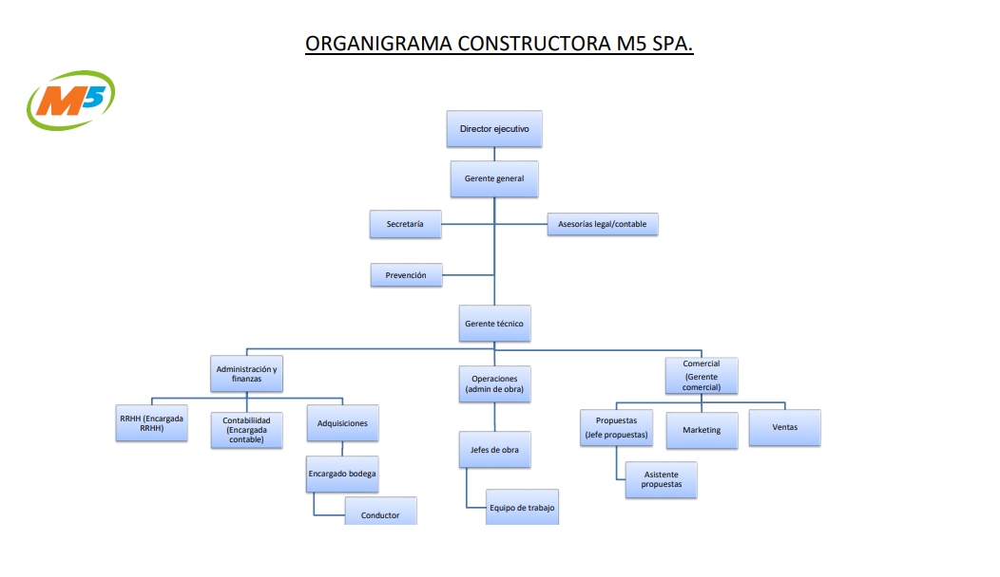 ORGANIGRAMA CONSTRUCTORA M5 SPA.
M5
Director ejecutivo
Gerente general
Secretaría
Asesorías legal/contable
Prevención
Gerente técnico
Administración y
finanzas
Operaciones
(admin de obra)
Comercial
(Gerente
comercial)
RRHH (Encargada
RRHH)
Contabilidad
(Encargada
contable)
Adquisiciones
Propuestas
(Jefe propuestas)
Marketing
Ventas
Encargado bodega
Jefes de obra
Asistente
propuestas
Conductor
Equipo de trabajo